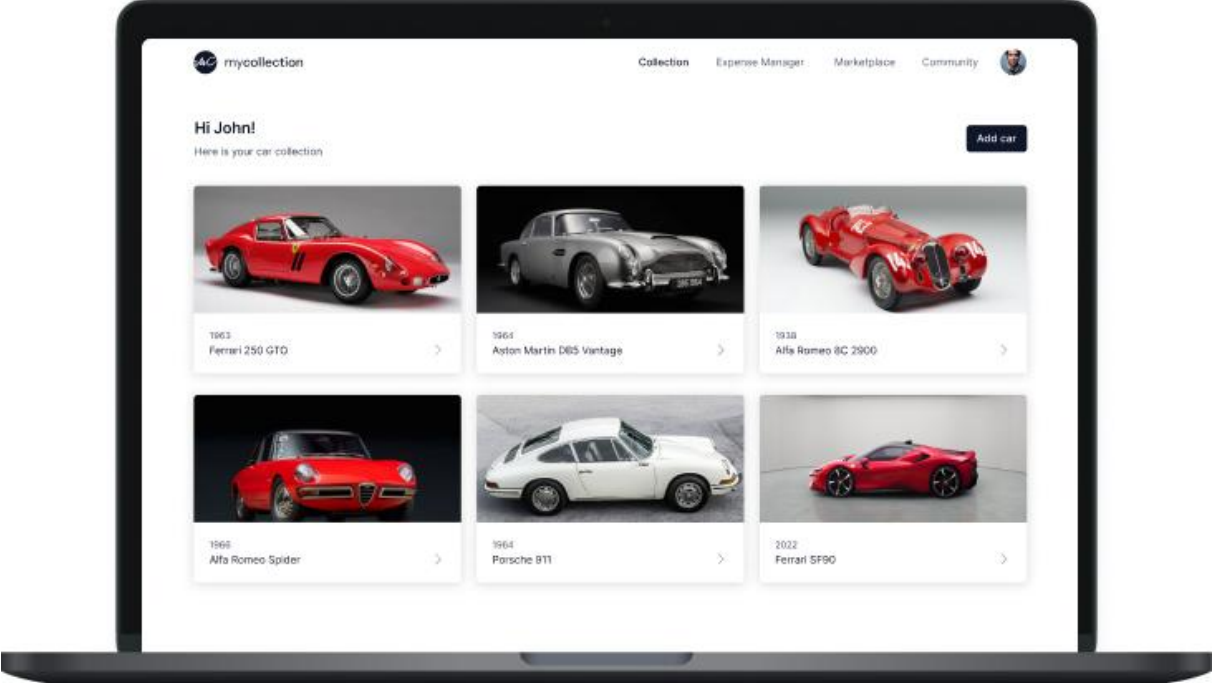 mycollection
Collection Expense Manager Marketplace Community
Hi John!
Add car
Here is your car collection
1963
Ferrari 250 GTO
1964
Aston Martin DB5 Vantage
1938
Alfa Romeo 8C 2900
1966
Alfa Romeo Spider
1964
Porsche 911
2022
Ferrari SF90